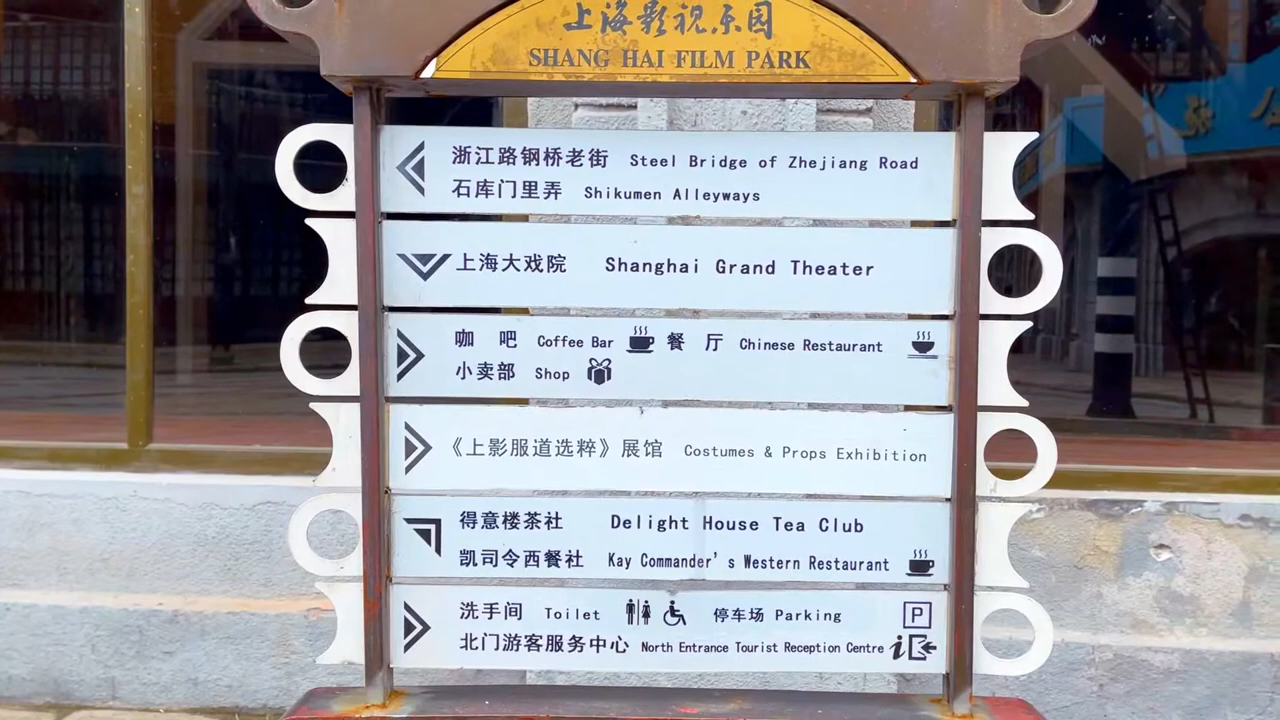 上海影视乐园
SHANG HAI FILM PARK
浙江路钢桥老街 Steel Bridge of Zhejiang Road
石库门里弄 Shikumen Alleyways
上海大戏院 Shanghai Grand Theater
咖 吧 Coffee Bar 餐 厅 Chinese Restaurant
小卖部 Shop
《上影服道选粹》展馆 Costumes & Props Exhibition
得意楼茶社 Delight House Tea Club
凯司令西餐社 Kay Commander's Western Restaurant
洗手间 Toilet 停车场 Parking P
北门游客服务中心 North Entrance Tourist Reception Centre i